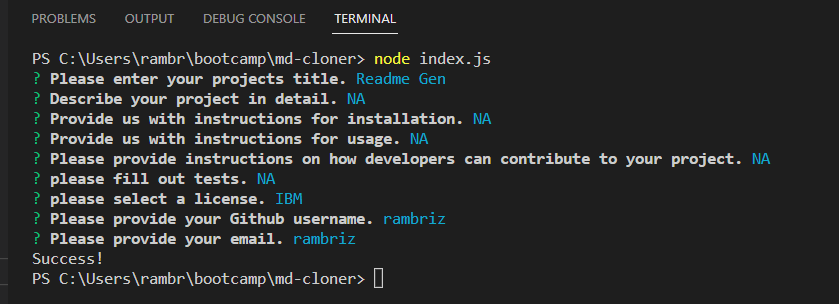 PROBLEMS OUTPUT DEBUG CONSOLE TERMINAL
PS C:\Users\rambr\bootcamp\md-cloner> node index.js
? Please enter your projects title. Readme Gen
? Describe your project in detail. NA
? Provide us with instructions for installation. NA
? Provide us with instructions for usage. NA
? Please provide instructions on how developers can contribute to your project. NA
? please fill out tests. NA
? please select a license. IBM
? Please provide your Github username. rambriz
? Please provide your email. rambriz
Success!
PS C:\Users\rambr\bootcamp\md-cloner>